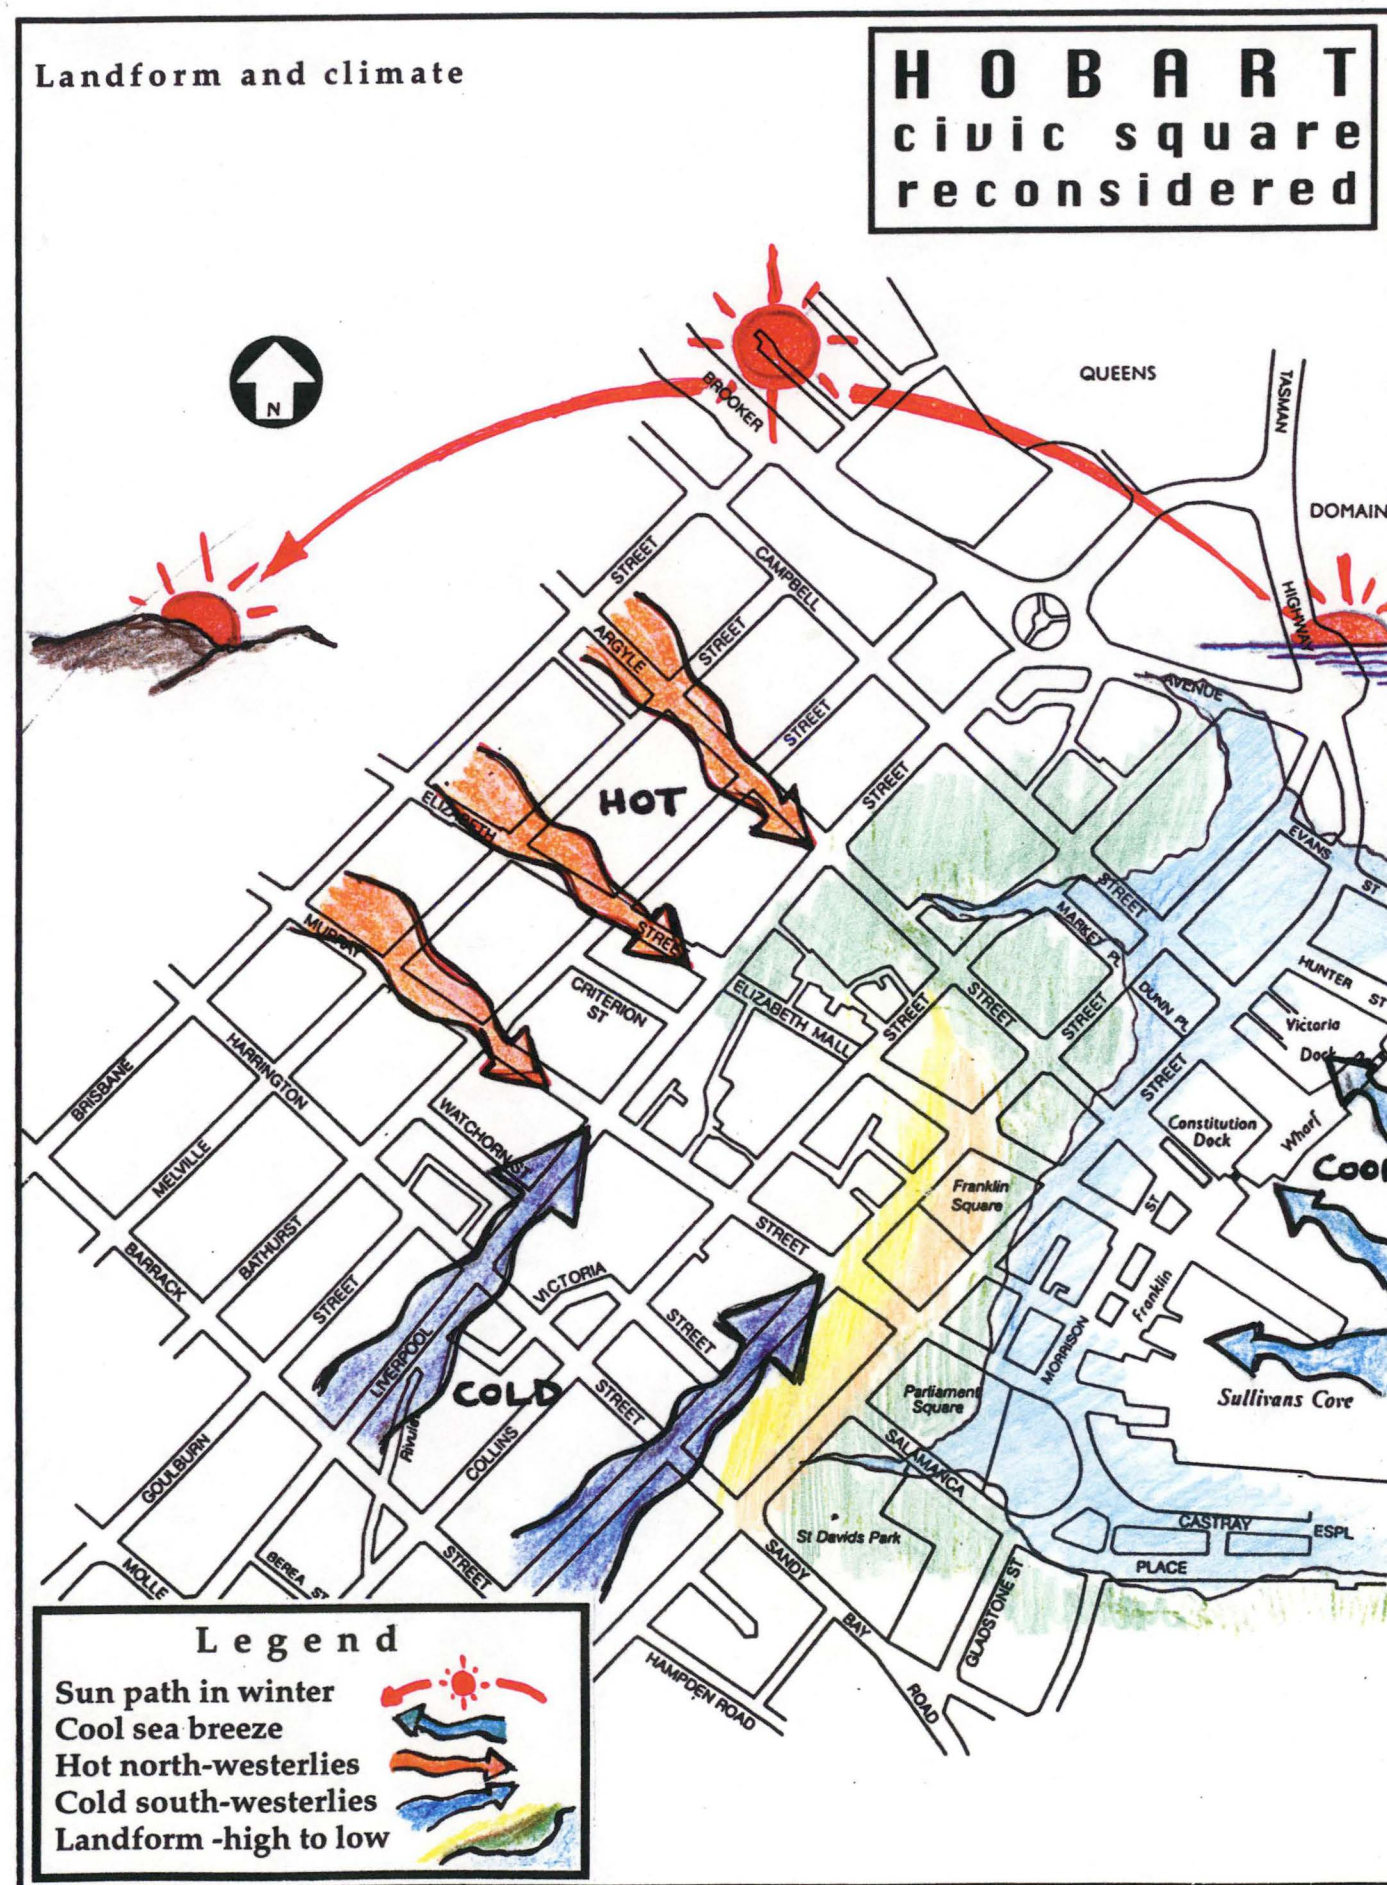 Landform and climate
HOBART
civic square
reconsidered
N
QUEENS
TASMAN
BROOKER
DOMAIN
HIGHWAY
STREET
CAMPBELL
ARGYLE
STREET
STREET
AVENUE
STREET
HOT
ELIZABETH
EVANS
ST
STREET
MARKET PL
MURRAY
STREE
HUNTER ST
CRITERION
ST
ELIZABETH MALL
STREET
STREET
STREET
DUNN PL
Victoria
Dock
STREET
BRISBANE
HARRINGTON
WATCHORN ST
Constitution
Dock
Wharf
COOL
MELVILLE
Franklin
Square
ST
BARRACK
BATHURST
STREET
VICTORIA
STREET
STREET
Franklin
MORRISON
LIVERPOOL
COLD
STREET
Parliament
Square
Sullivans Cove
Rivule
COLLINS
SALAMANCA
GOULBURN
CASTRAY
ESPL
St Davids Park
PLACE
MOLLE
BEREA ST
STREET
SANDY
BAY
ROAD
GLADSTONE ST
HAMPDEN ROAD
Legend
Sun path in winter
Cool sea breeze
Hot north-westerlies
Cold south-westerlies
Landform -high to low